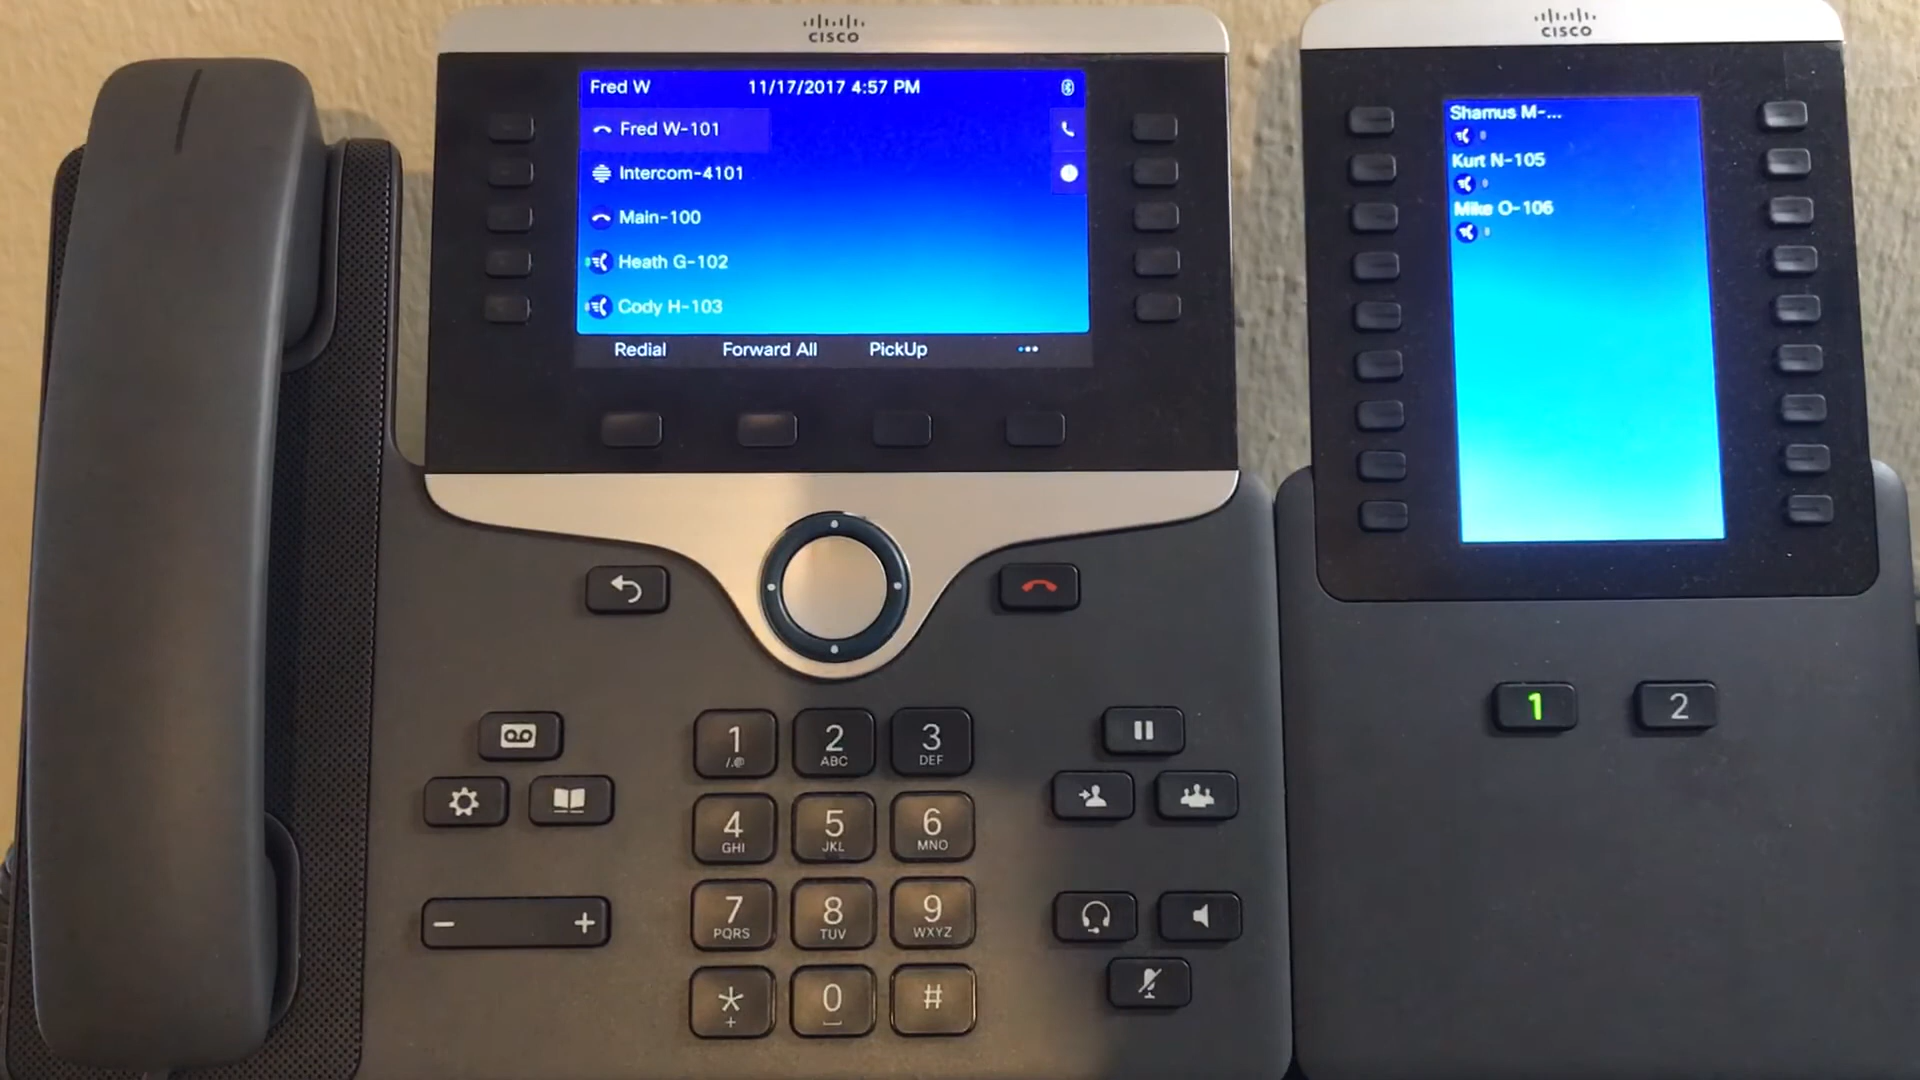 CISCO
CISCO
Fred W 11/17/2017 4:57 PM
Fred W-101
Intercom-4101
Main-100
Heath G-102
Cody H-103
Redial Forward All PickUp ...
Shamus M-...
Kurt N-105
Mike O-106
1 2
1 2 3
/.@ ABC DEF
4 5 6
GHI JKL MNO
7 8 9
PQRS TUV WXYZ
* 0 #
+
- +